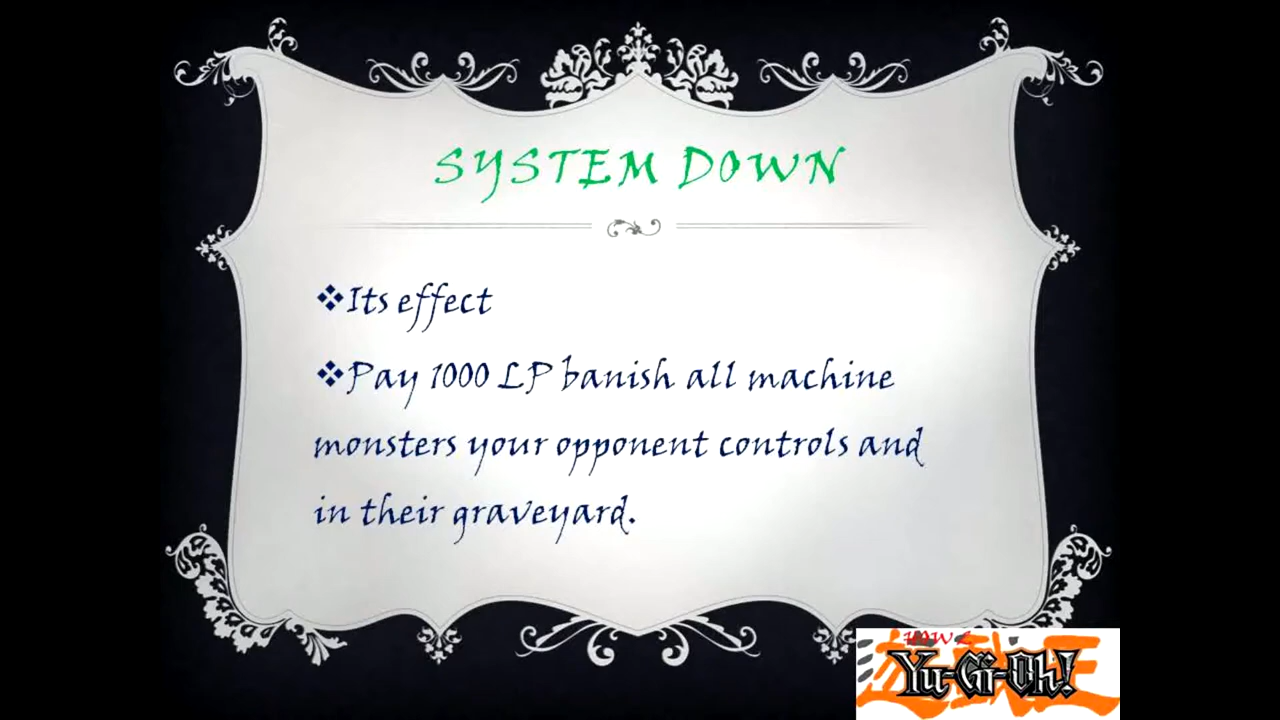 SYSTEM DOWN
❖Its effect
❖Pay 1000 LP banish all machine
monsters your opponent controls and
in their graveyard.
HOW
Yu-Gi-Oh!